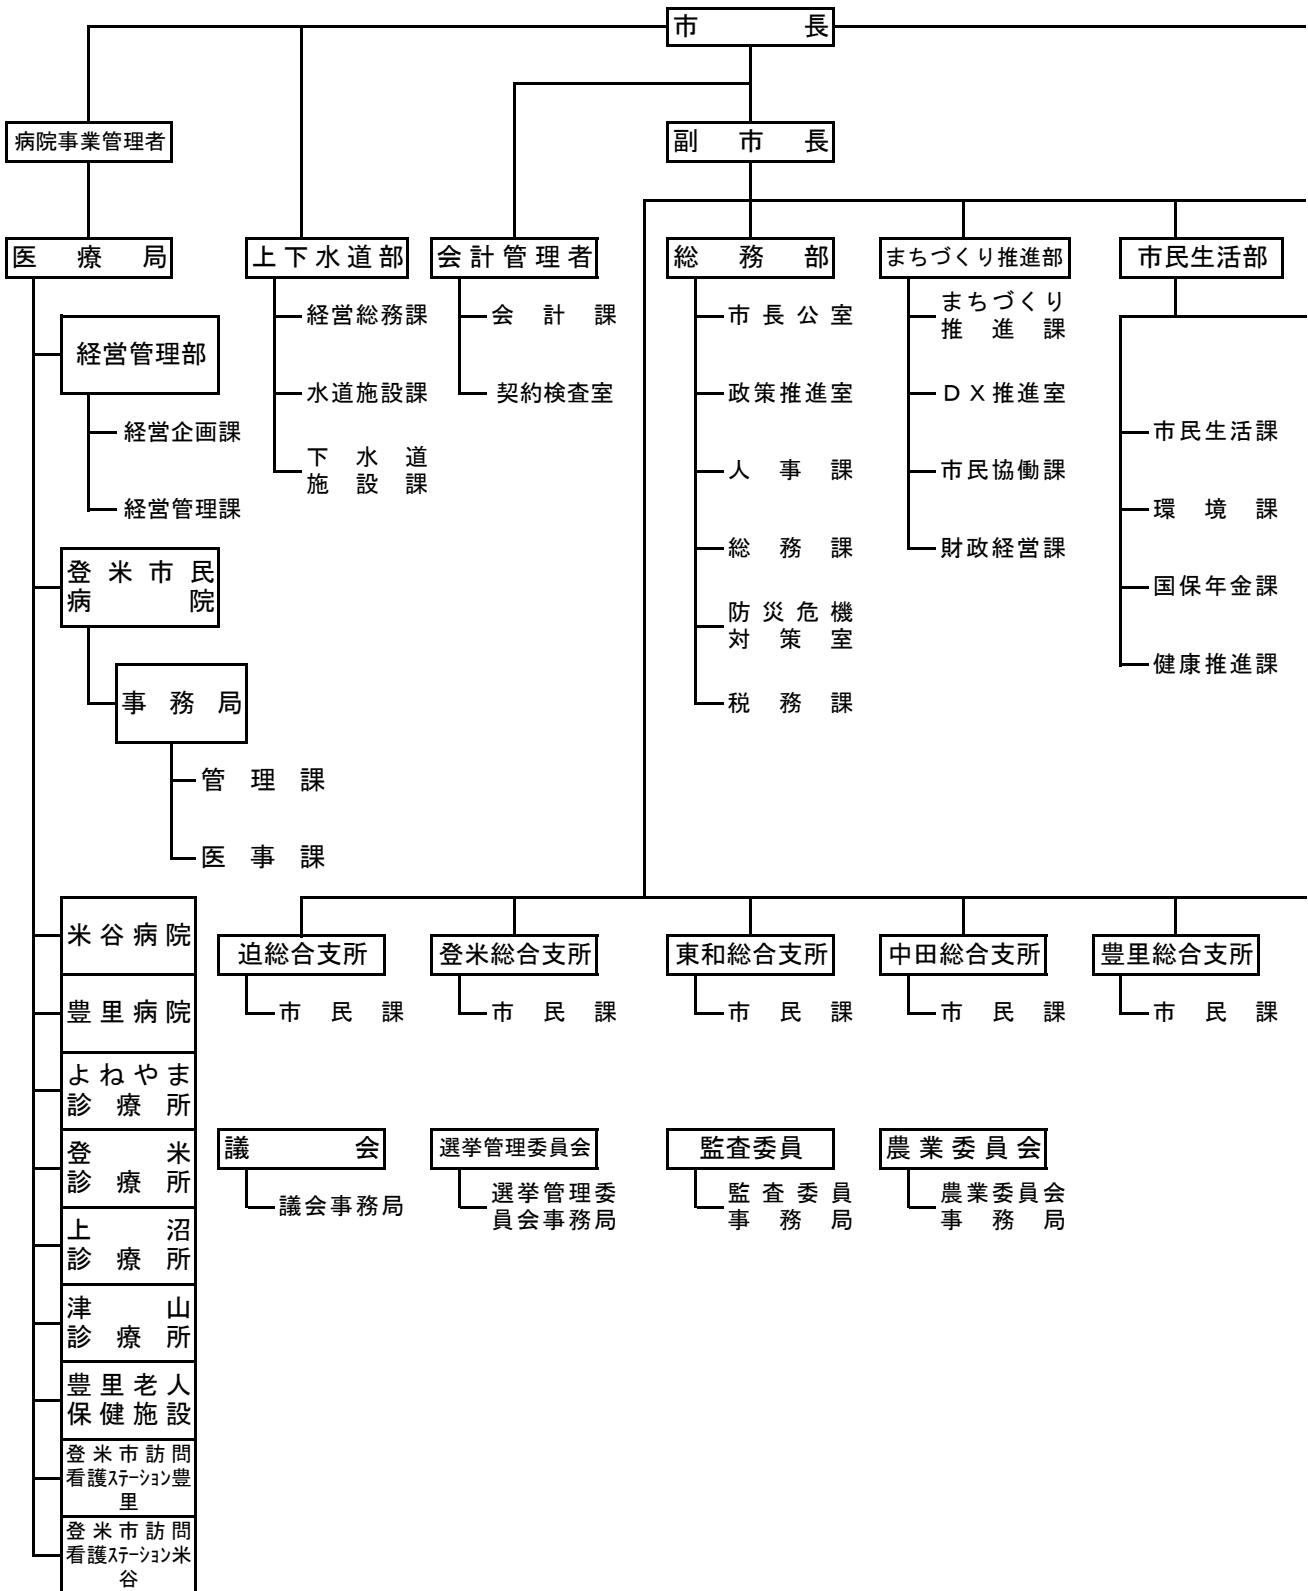 市長
病院事業管理者
副市長
医療局
上下水道部
会計管理者
総務部
まちづくり推進部
市民生活部
経営管理部
経営企画課
経営管理課
登米市民
病院
事務局
管理課
医事課
米谷病院
豊里病院
よねやま
診療所
登米
診療所
上沼
診療所
津山
診療所
豊里老人
保健施設
登米市訪問
看護ステーション豊
里
登米市訪問
看護ステーション米
谷
経営総務課
水道施設課
下水道
施設課
会計課
契約検査室
市長公室
政策推進室
人事課
総務課
防災危機
対策室
税務課
まちづくり
推進課
DX推進室
市民協働課
財政経営課
市民生活課
環境課
国保年金課
健康推進課
迫総合支所
市民課
登米総合支所
市民課
東和総合支所
市民課
中田総合支所
市民課
豊里総合支所
市民課
議会
議会事務局
選挙管理委員会
選挙管理委
員会事務局
監査委員
監査委員
事務局
農業委員会
農業委員会
事務局